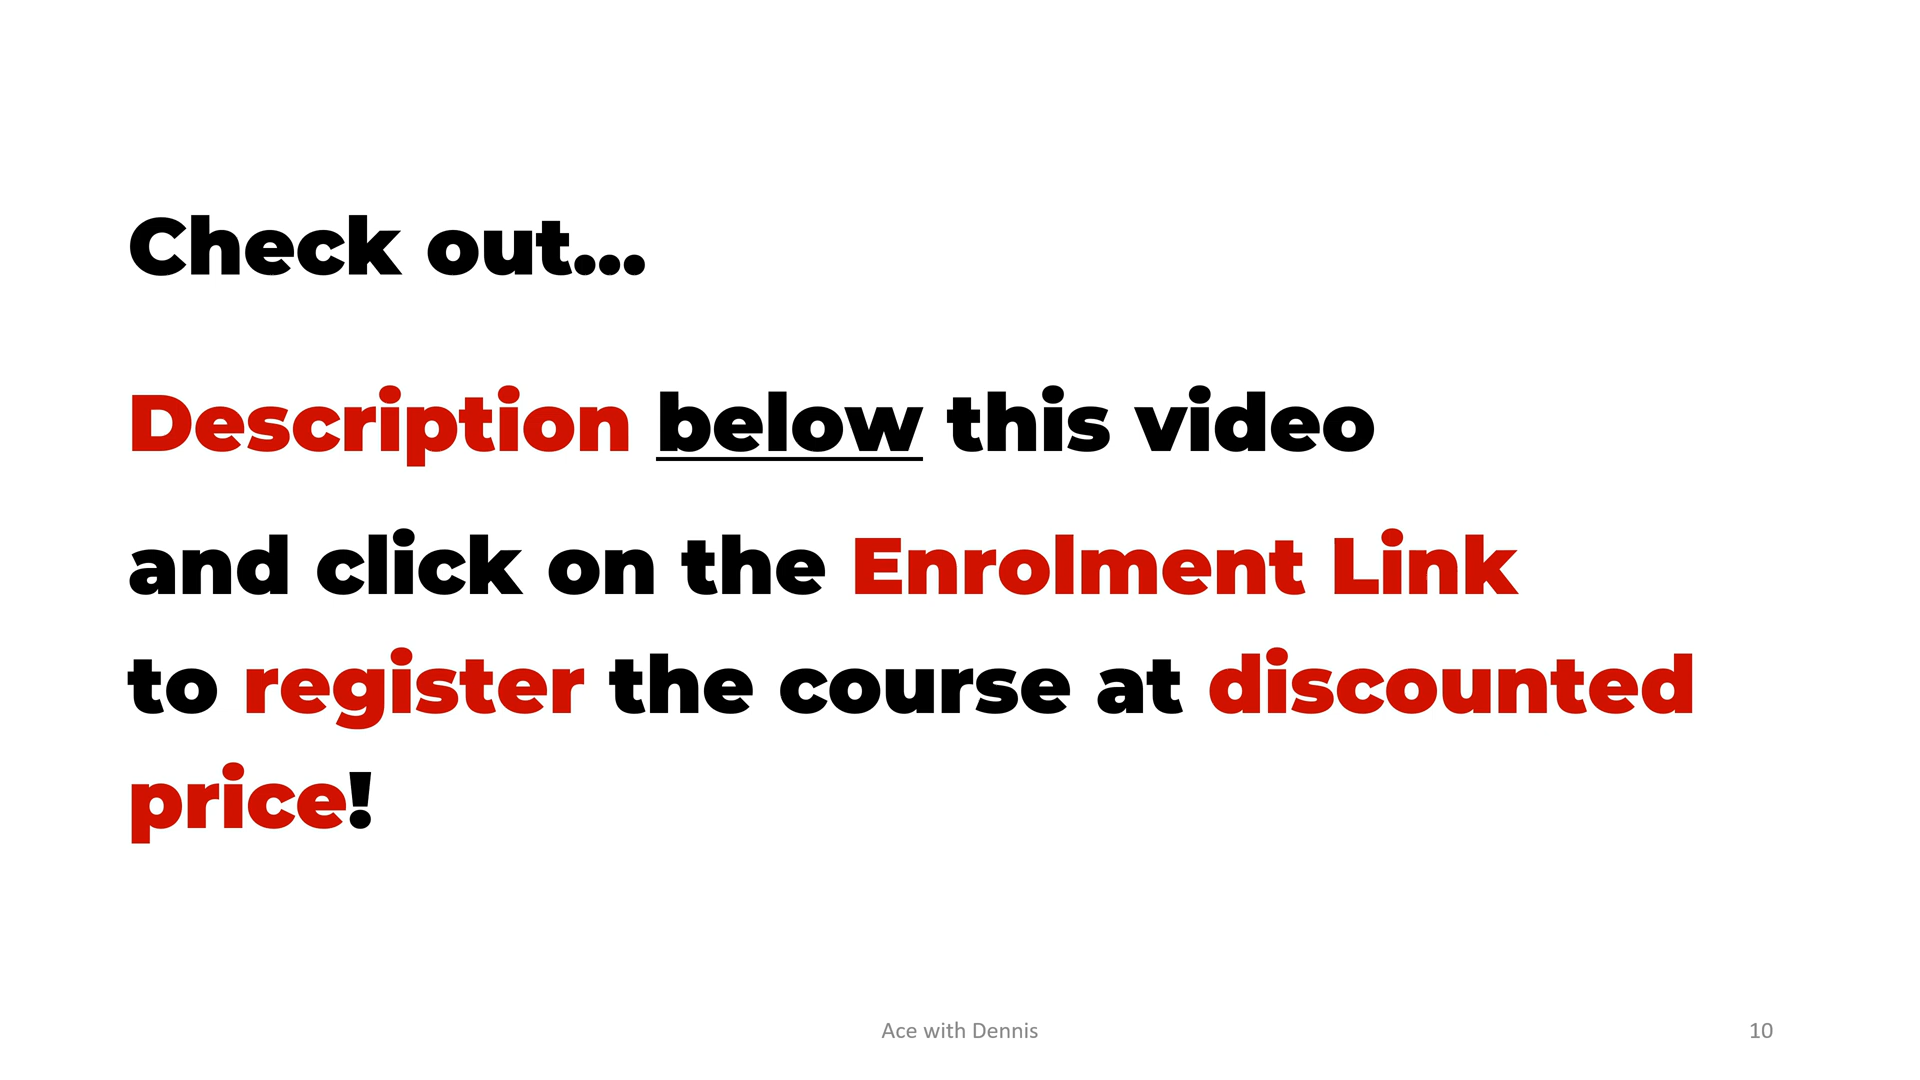 Check out...
Description below this video
and click on the Enrolment Link
to register the course at discounted
price!
Ace with Dennis
10